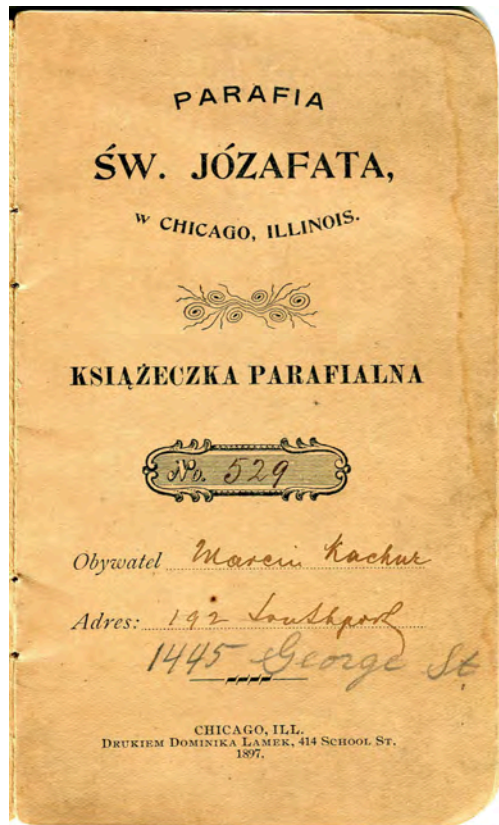 PARAFIA
ŚW. JÓZAFATA,
W CHICAGO, ILLINOIS.
KSIĄŻECZKA PARAFIALNA
No. 529
Obywatel Marcin Kachur
Adres: 192 Southport
1445 George St
CHICAGO, ILL.
DRUKIEM DOMINIKA LAMEK, 414 SCHOOL ST.
1897.